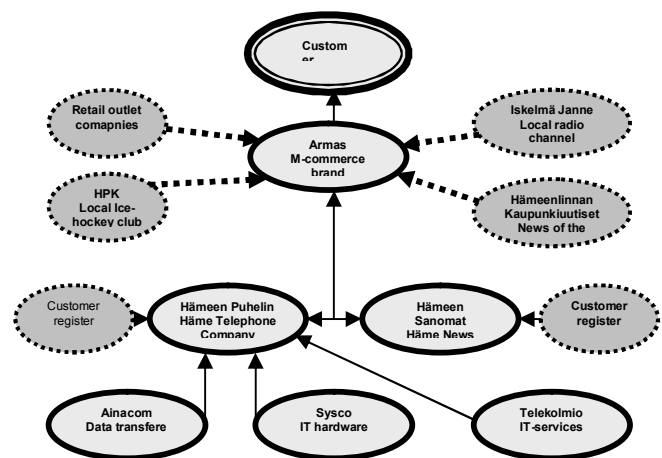 Custom
er
Retail outlet
comapnies
Iskelmä Janne
Local radio
channel
Armas
M-commerce
brand
HPK
Local Ice-
hockey club
Hämeenlinnan
Kaupunkiuutiset
News of the
Customer
register
Hämeen Puhelin
Häme Telephone
Company
Hämeen
Sanomat
Häme News
Customer
register
Ainacom
Data transfere
Sysco
IT hardware
Telekolmio
IT-services